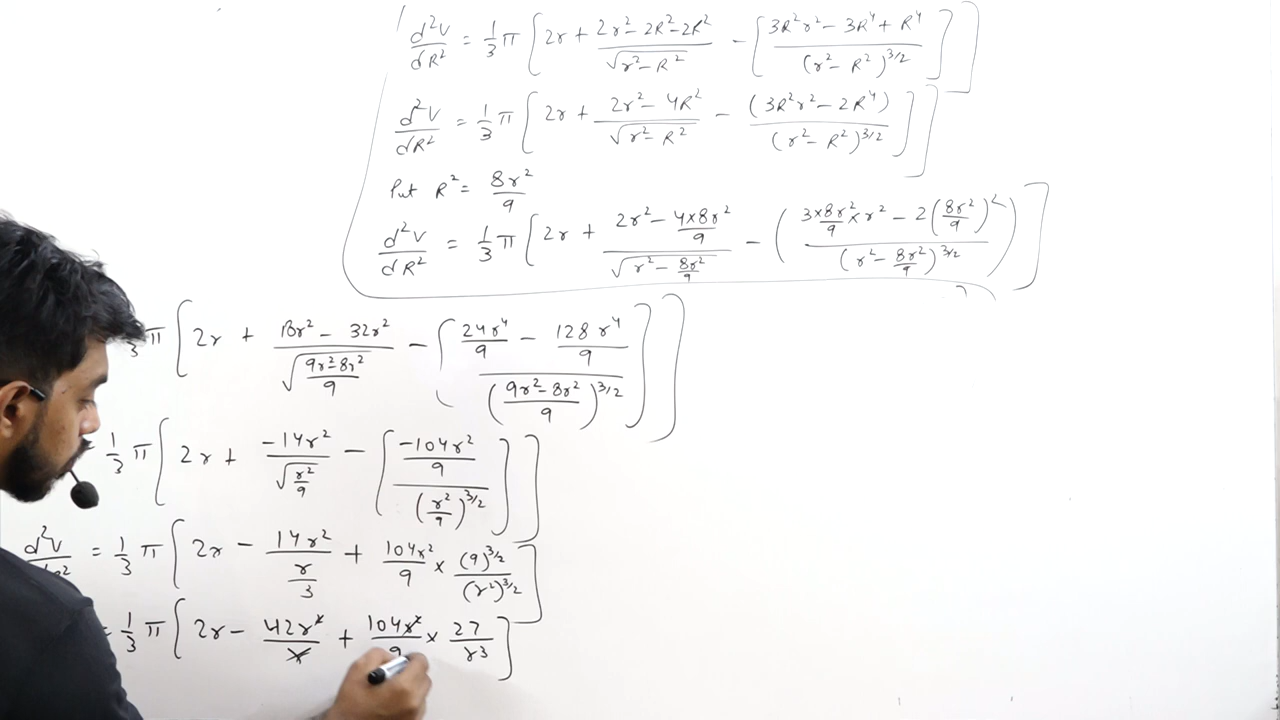 d²V/dR² = 1/3 π [ 2r + (2r² - 2R² - 2R²)/√(r² - R²) - [ (3R²r² - 3R⁴ + R⁴)/(r² - R²)^3/2 ] ]
d²V/dR² = 1/3 π [ 2r + (2r² - 4R²)/√(r² - R²) - (3R²r² - 2R⁴)/(r² - R²)^3/2 ] ]
Put R² = 8r²/9
d²V/dR² = 1/3 π [ 2r + (2r² - 4×8r²/9)/√(r² - 8r²/9) - ( (3×8r²/9 × r² - 2(8r²/9)²)/(r² - 8r²/9)^3/2 ) ]
3 π [ 2r + (18r² - 32r²)/√((9r² - 8r²)/9) - [ (24r⁴/9 - 128r⁴/9)/((9r² - 8r²)/9)^3/2 ] ]
= 1/3 π [ 2r + (-14r²)/√(r²/9) - [ (-104r²/9)/(r²/9)^3/2 ] ]
d²V/dR² = 1/3 π [ 2r - 14r²/(r/3) + 104r²/9 × (9)^3/2/(r²)^3/2 ]
= 1/3 π [ 2r - 42r²/r + 104r²/9 × 27/r3 ]